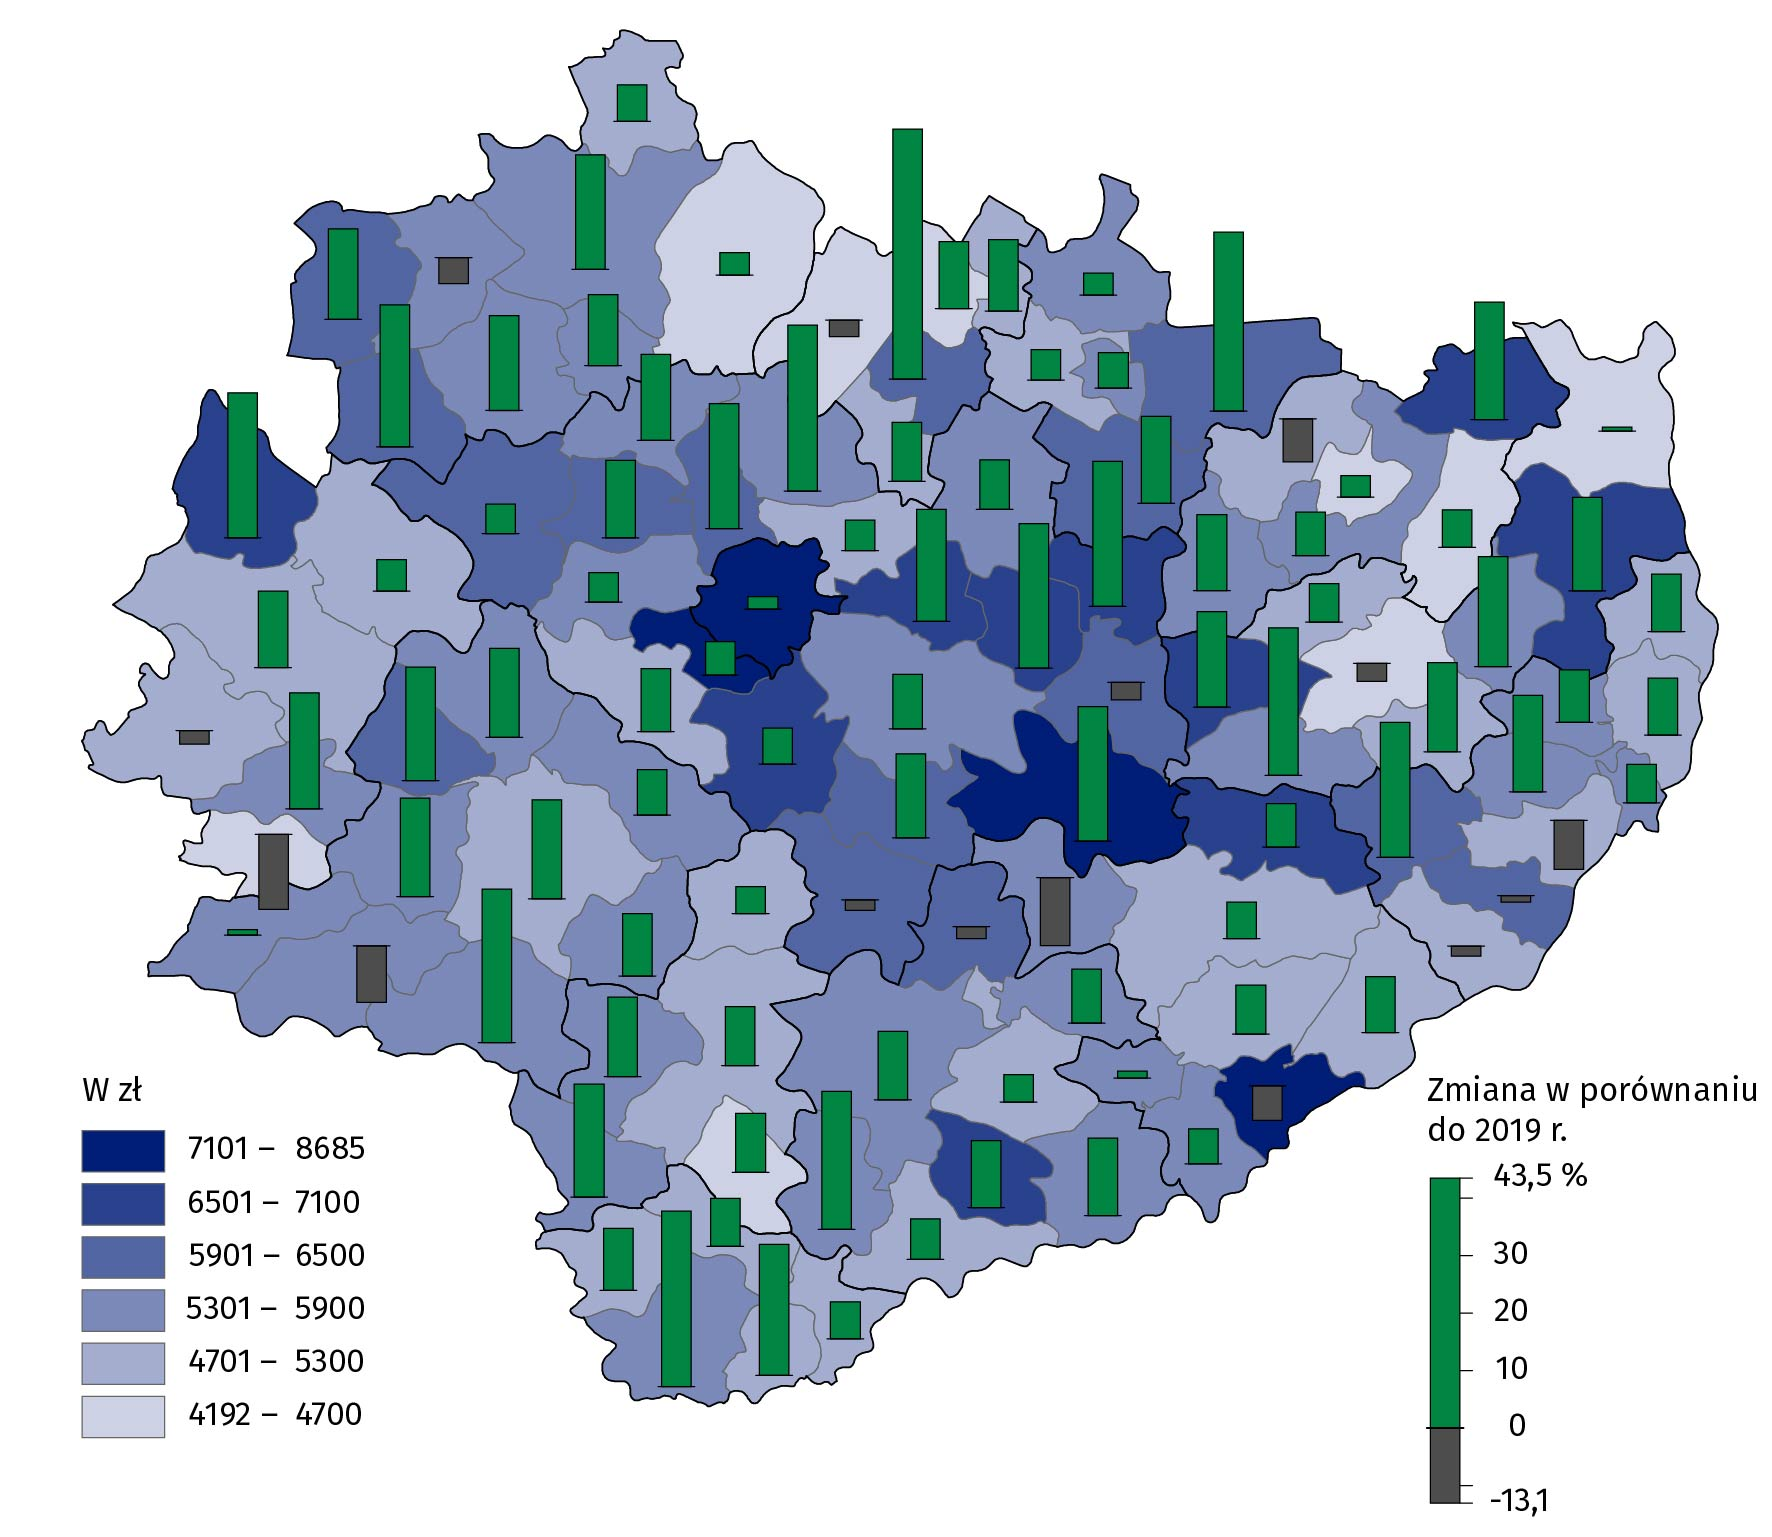 W zł
7101 – 8685
6501 – 7100
5901 – 6500
5301 – 5900
4701 – 5300
4192 – 4700
Zmiana w porównaniu
do 2019 r.
43,5 %
30
20
10
0
-13,1